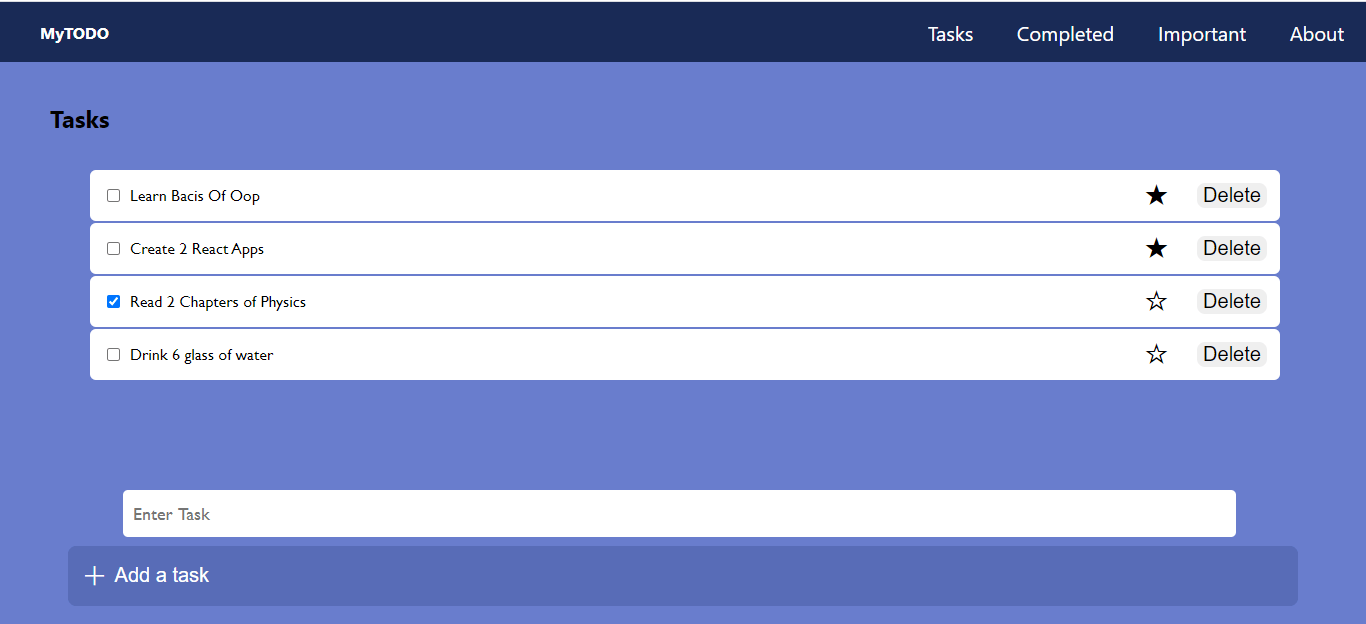 MyTODO Tasks Completed Important About
Tasks
Learn Bacis Of Oop ★ Delete
Create 2 React Apps ★ Delete
Read 2 Chapters of Physics ☆ Delete
Drink 6 glass of water ☆ Delete
Enter Task
+ Add a task